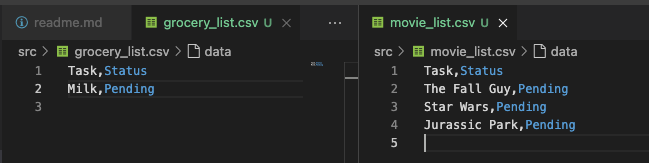 readme.md
grocery_list.csv U
src > grocery_list.csv > data
1 Task,Status
2 Milk,Pending
3
movie_list.csv U
src > movie_list.csv > data
1 Task,Status
2 The Fall Guy,Pending
3 Star Wars,Pending
4 Jurassic Park,Pending
5